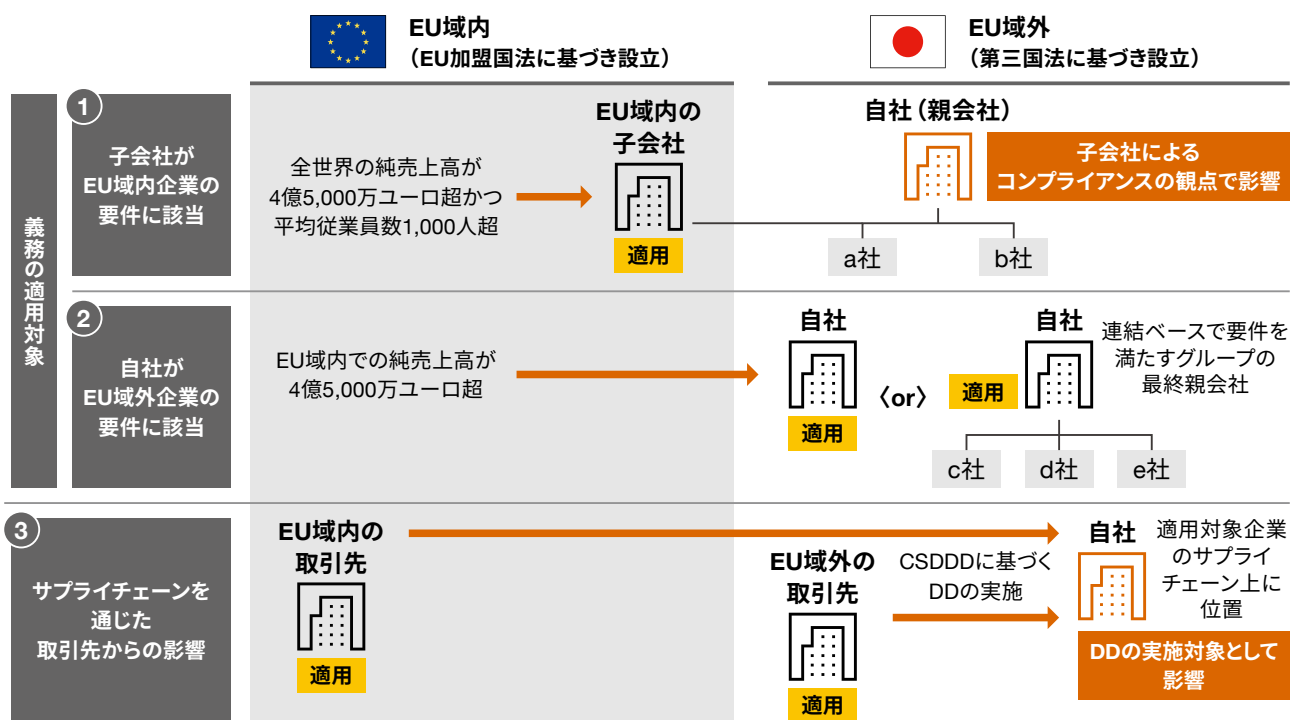 EU域内
（EU加盟国法に基づき設立）
EU域外
（第三国法に基づき設立）
義務の適用対象
1
子会社が
EU域内企業の
要件に該当
全世界の純売上高が
4億5,000万ユーロ超かつ
平均従業員数1,000人超
EU域内の
子会社
適用
自社（親会社）
子会社による
コンプライアンスの観点で影響
a社
b社
2
自社が
EU域外企業の
要件に該当
EU域内での純売上高が
4億5,000万ユーロ超
自社
適用
〈or〉
自社
適用
連結ベースで要件を
満たすグループの
最終親会社
c社
d社
e社
3
サプライチェーンを
通じた
取引先からの影響
EU域内の
取引先
適用
EU域外の
取引先
適用
CSDDDに基づく
DDの実施
自社
適用対象企業
のサプライ
チェーン上に
位置
DDの実施対象として
影響